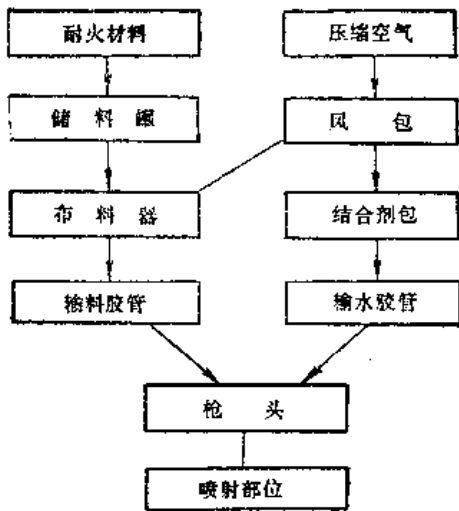 耐火材料
压缩空气
储料罐
风包
布料器
结合剂包
输料胶管
输水胶管
枪头
喷射部位